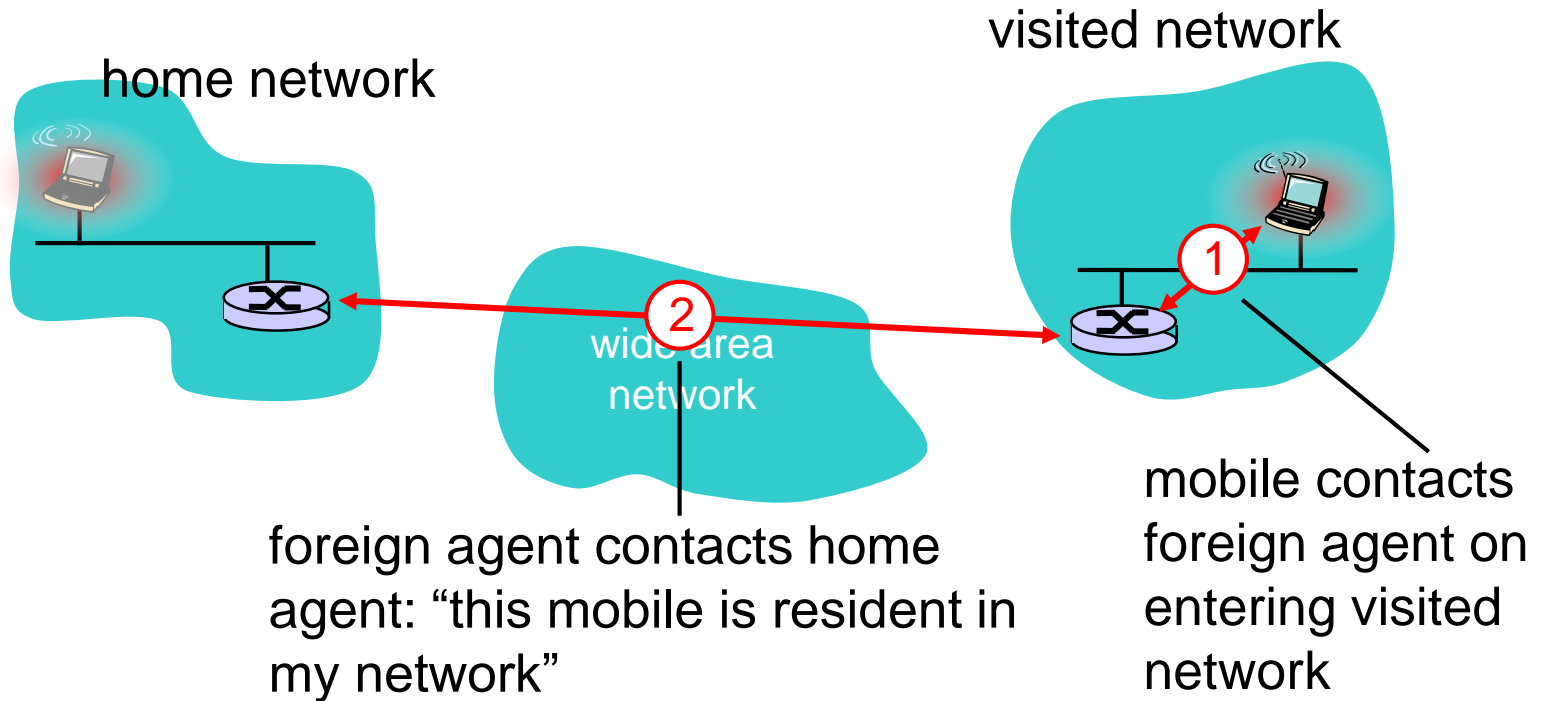 visited network
home network
1
2
wide area
network
mobile contacts
foreign agent on
entering visited
network
foreign agent contacts home
agent: “this mobile is resident in
my network”